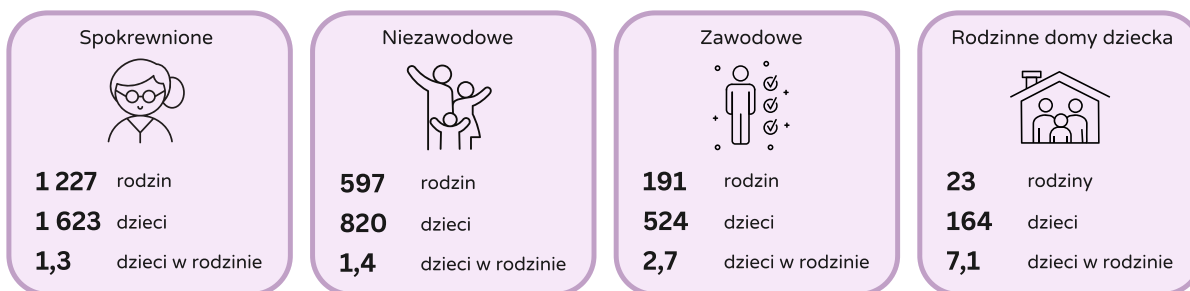 Spokrewnione
1 227 rodzin
1 623 dzieci
1,3 dzieci w rodzinie
Niezawodowe
597 rodzin
820 dzieci
1,4 dzieci w rodzinie
Zawodowe
191 rodzin
524 dzieci
2,7 dzieci w rodzinie
Rodzinne domy dziecka
23 rodziny
164 dzieci
7,1 dzieci w rodzinie